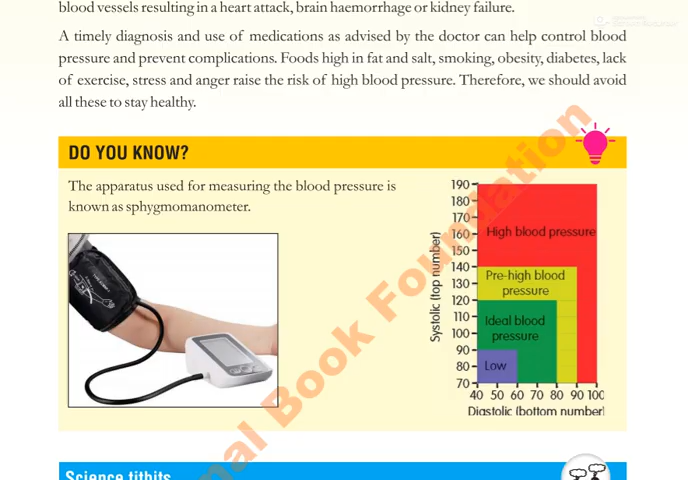 blood vessels resulting in a heart attack, brain haemorrhage or kidney failure.
A timely diagnosis and use of medications as advised by the doctor can help control blood
pressure and prevent complications. Foods high in fat and salt, smoking, obesity, diabetes, lack
of exercise, stress and anger raise the risk of high blood pressure. Therefore, we should avoid
all these to stay healthy.
DO YOU KNOW?
The apparatus used for measuring the blood pressure is
known as sphygmomanometer.
Systolic (top number)
190
180
170
160
150
140
130
120
110
100
90
80
70
High blood pressure
Pre-high blood
pressure
Ideal blood
pressure
Low
40 50 60 70 80 90 100
Diastolic (bottom number)
nal Book Foundation
Science titbits